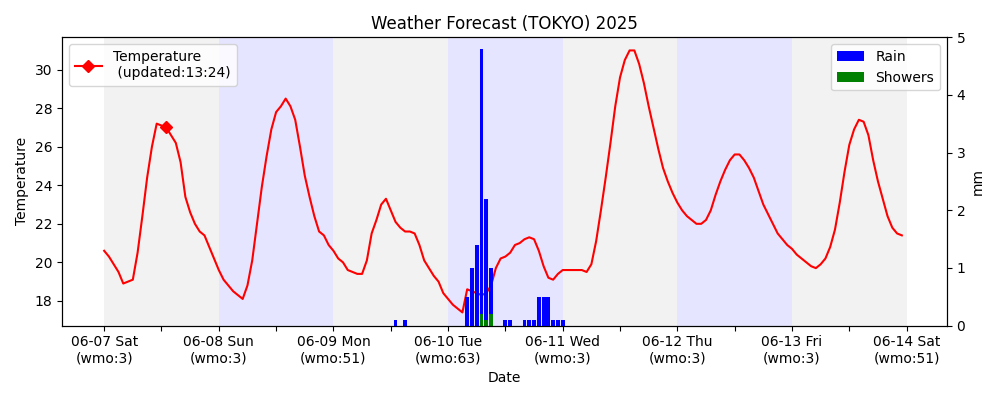 Weather Forecast (TOKYO) 2025
Temperature
(updated:13:24)
Rain
Showers
Temperature
30
28
26
24
22
20
18
5
4
3
2
1
0
mm
06-07 Sat
(wmo:3)
06-08 Sun
(wmo:3)
06-09 Mon
(wmo:51)
06-10 Tue
(wmo:63)
06-11 Wed
(wmo:3)
06-12 Thu
(wmo:3)
06-13 Fri
(wmo:3)
06-14 Sat
(wmo:51)
Date